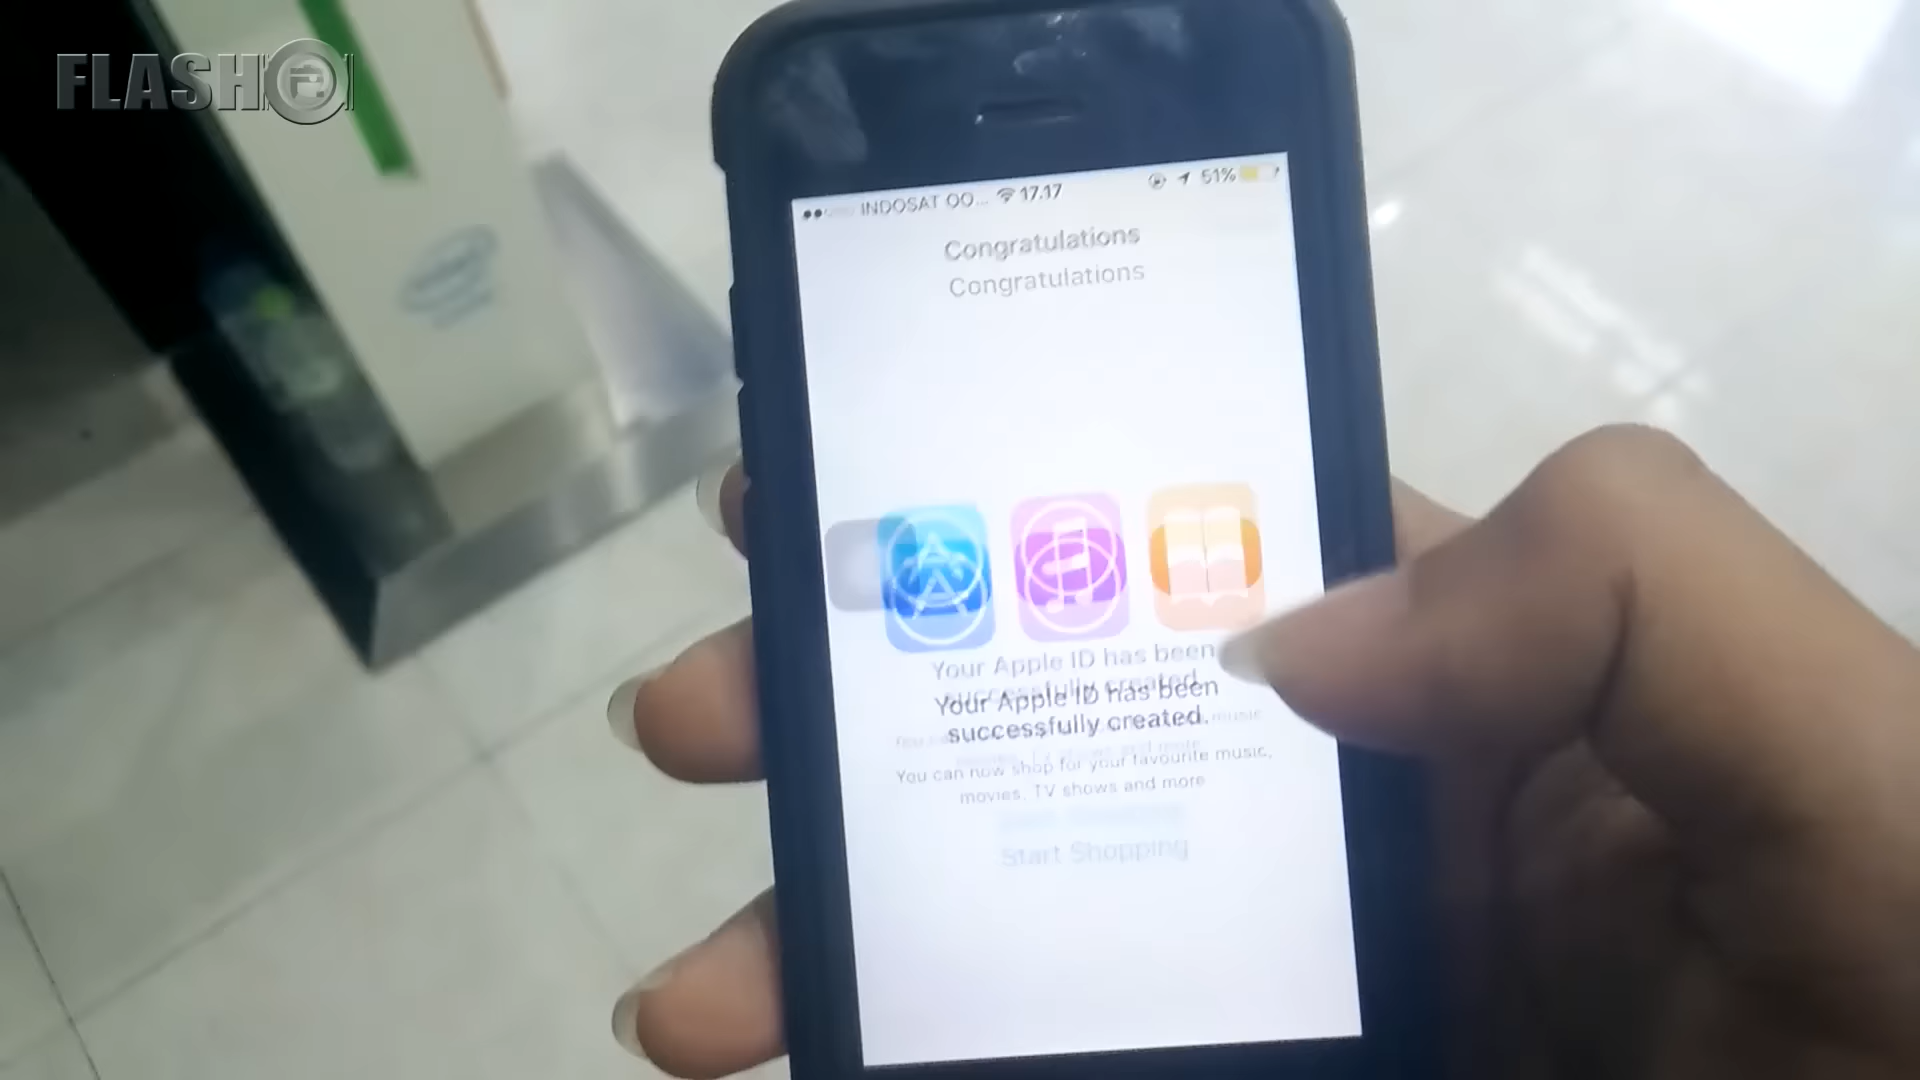 FLASH
INDOSAT OO... 17.17 51%
Congratulations
Congratulations
Your Apple ID has been
successfully created.
Your Apple ID has been
successfully created.
music
You can now shop for your favourite music,
movies, TV shows and more
Start Shopping